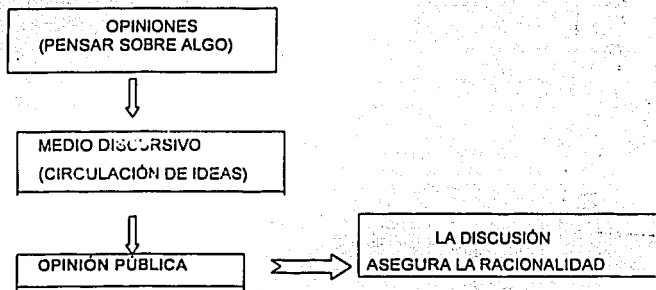 OPINIONES
(PENSAR SOBRE ALGO)
MEDIO DISCURSIVO
(CIRCULACIÓN DE IDEAS)
OPINIÓN PÚBLICA
LA DISCUSIÓN
ASEGURA LA RACIONALIDAD